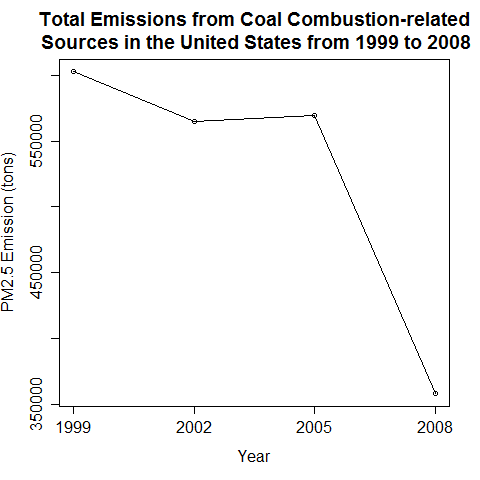 Total Emissions from Coal Combustion-related
Sources in the United States from 1999 to 2008
PM2.5 Emission (tons)
550000
450000
350000
1999 2002 2005 2008
Year